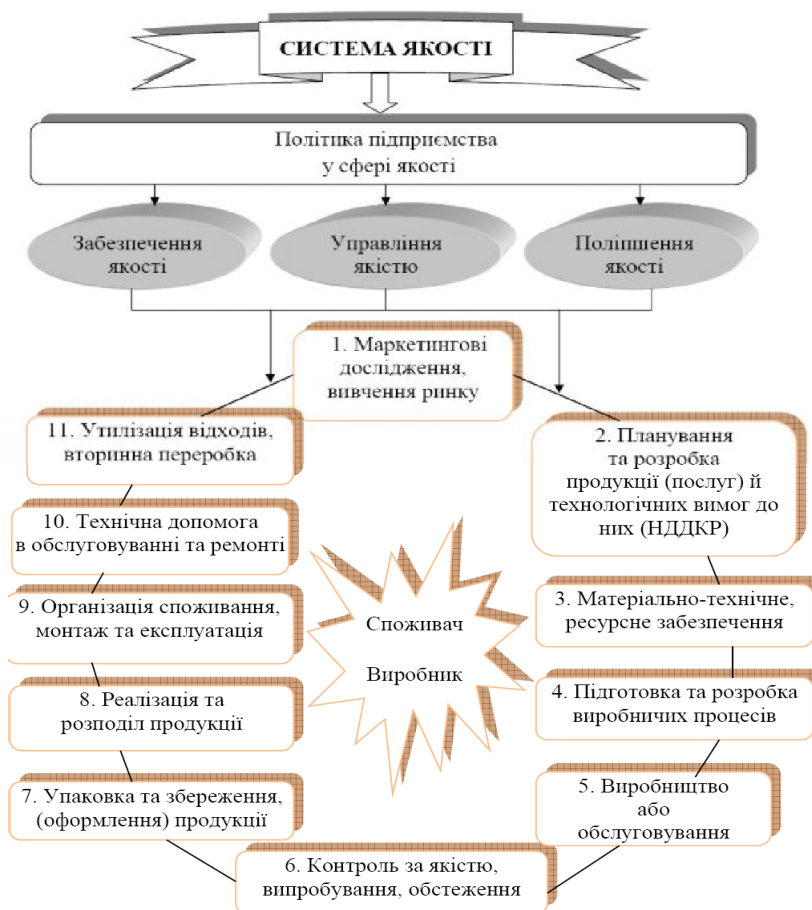 СИСТЕМА ЯКОСТІ
Політика підприємства
у сфері якості
Забезпечення
якості
Управління
якістю
Поліпшення
якості
1. Маркетингові
дослідження,
вивчення ринку
2. Планування
та розробка
продукції (послуг) й
технологічних вимог до
них (НДДКР)
3. Матеріально-технічне,
ресурсне забезпечення
4. Підготовка та розробка
виробничих процесів
5. Виробництво
або
обслуговування
6. Контроль за якістю,
випробування, обстеження
7. Упаковка та збереження,
(оформлення) продукції
8. Реалізація та
розподіл продукції
9. Організація споживання,
монтаж та експлуатація
10. Технічна допомога
в обслуговуванні та ремонті
11. Утилізація відходів,
вторинна переробка
Споживач
Виробник